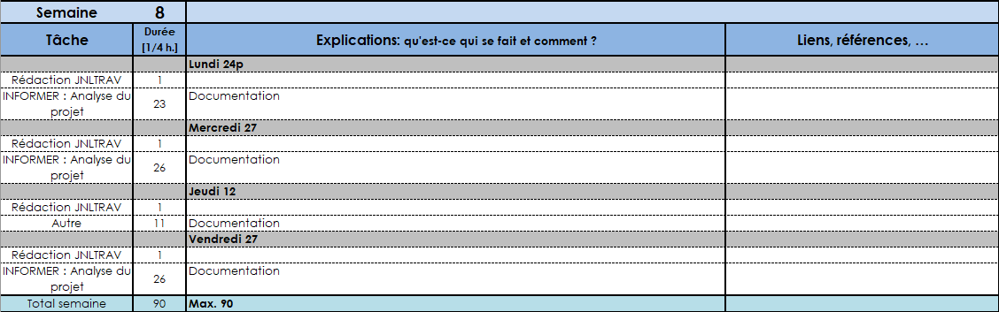 Semaine 8
Tâche Durée [1/4 h.] Explications: qu'est-ce qui se fait et comment ? Liens, références, …
Lundi 24p
Rédaction JNLTRAV 1
INFORMER : Analyse du projet 23 Documentation
Mercredi 27
Rédaction JNLTRAV 1
INFORMER : Analyse du projet 26 Documentation
Jeudi 12
Rédaction JNLTRAV 1
Autre 11 Documentation
Vendredi 27
Rédaction JNLTRAV 1
INFORMER : Analyse du projet 26 Documentation
Total semaine 90 Max. 90